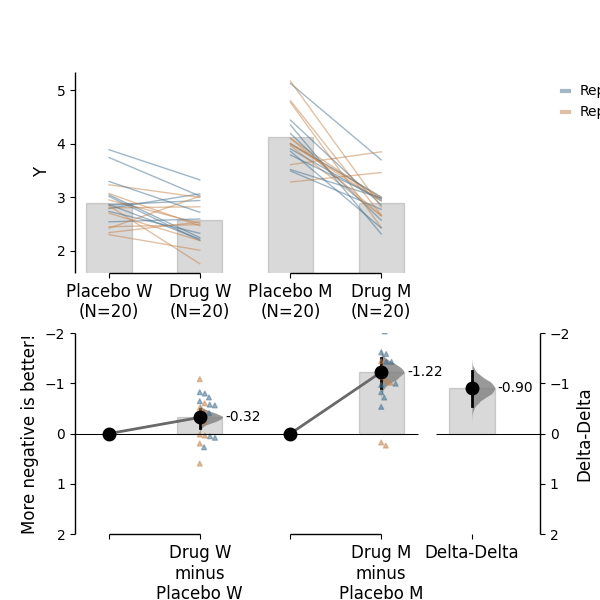 5
4
3
2
Y
Rep
Rep
Placebo W
(N=20)
Drug W
(N=20)
Placebo M
(N=20)
Drug M
(N=20)
−2
−1
0
1
2
More negative is better!
-0.32
-1.22
-0.90
−2
−1
0
1
2
Delta-Delta
Drug W
minus
Placebo W
Drug M
minus
Placebo M
Delta-Delta